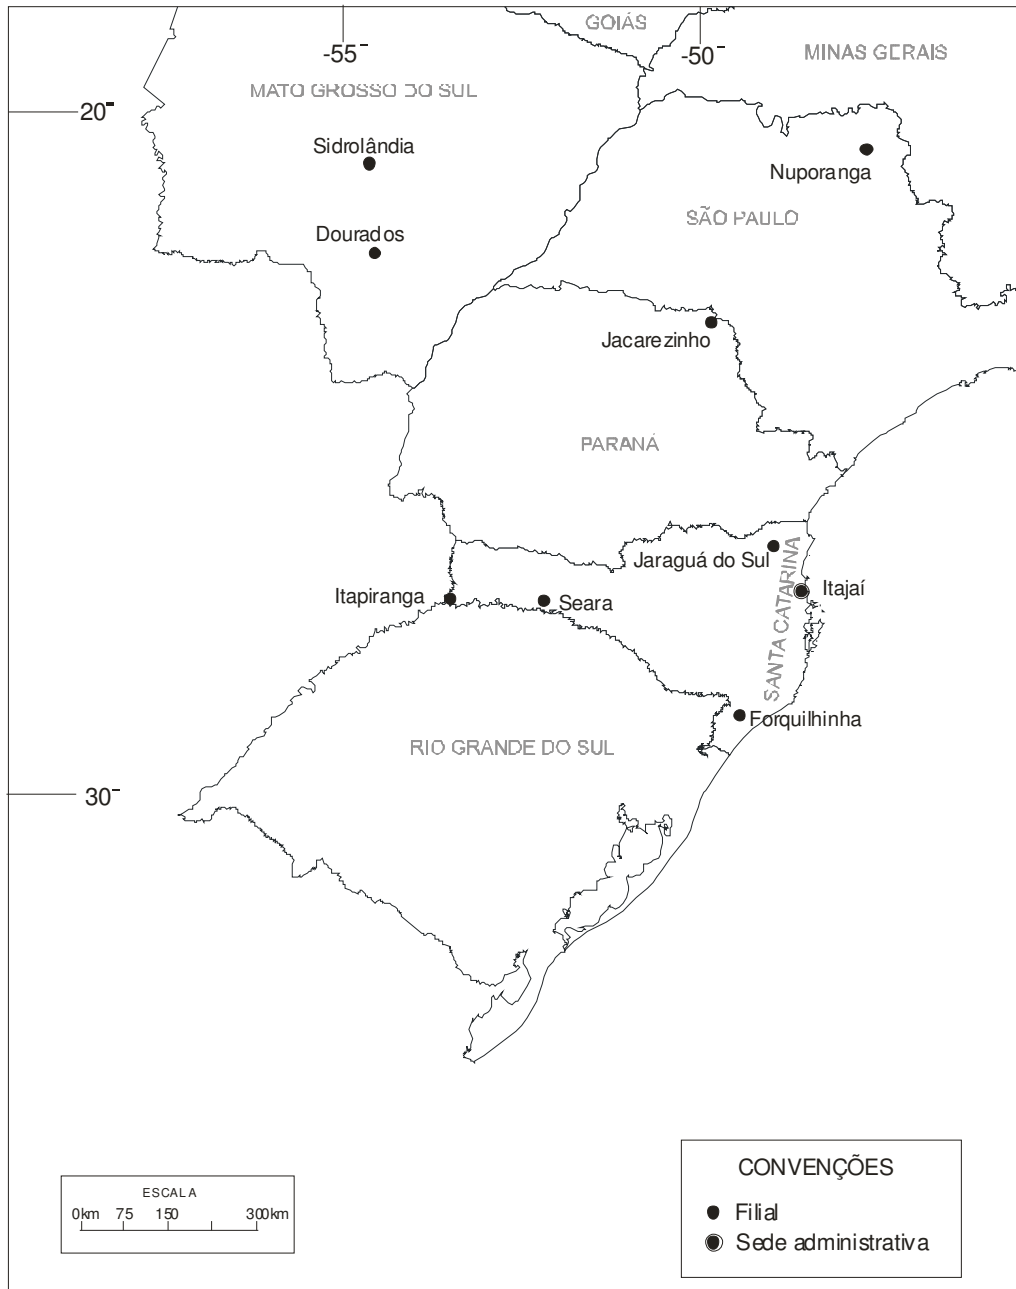 GOIÁS
-55
-50
MINAS GERAIS
MATO GROSSO DO SUL
20
Sidrolândia
Nuporanga
SÃO PAULO
Dourados
Jacarezinho
PARANÁ
Jaraguá do Sul
SANTA CATARINA
Itajaí
Itapiranga
Seara
Forquilhinha
RIO GRANDE DO SUL
30
CONVENÇÕES
Filial
Sede administrativa
ESCALA
0km 75 150 300km